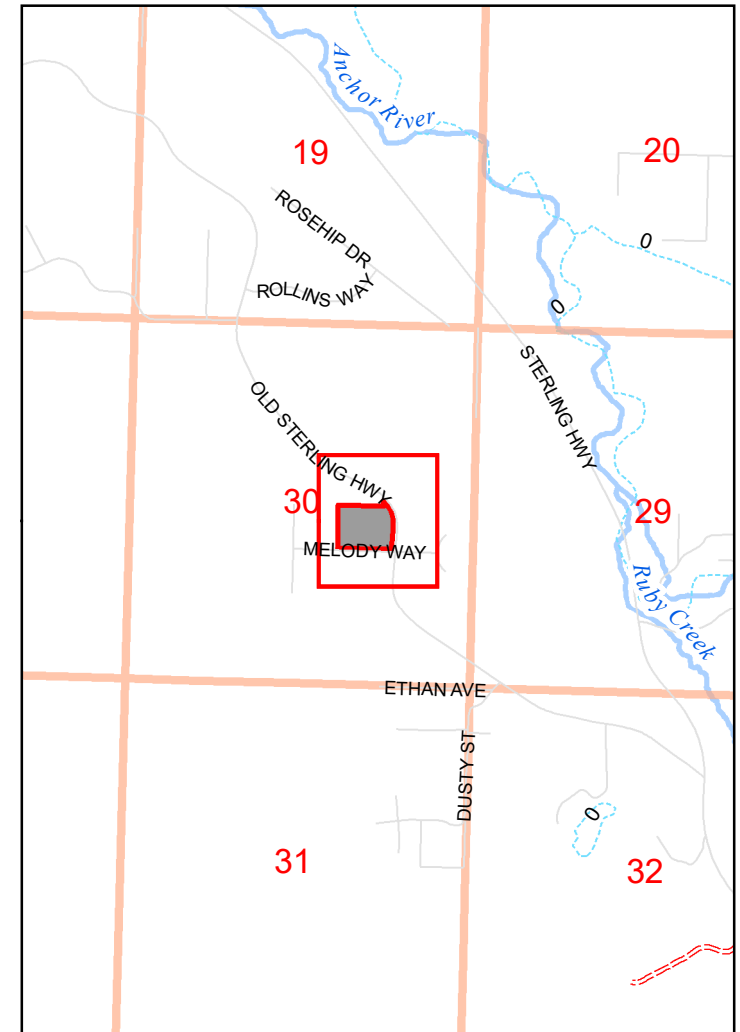 Anchor River
19
20
ROSEHIP DR
0
ROLLINS WAY
0
STERLING HWY
OLD STERLING HWY
30
29
MELODY WAY
Ruby Creek
ETHAN AVE
DUSTY ST
0
31
32